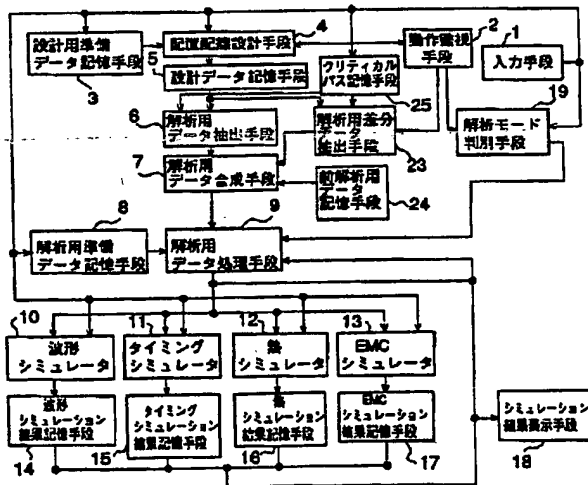 4
2
設計用準備
データ記憶手段
配置配線設計手段
動作監視
手段
1
入力手段
5
設計データ記憶手段
クリティカル
パス記憶手段
3
25
19
6
解析用
データ抽出手段
解析用差分
データ
抽出手段
23
解析モード
判別手段
7
解析用
データ合成手段
前解析用
データ
記憶手段
24
8
9
解析用準備
データ記憶手段
解析用
データ処理手段
10
11
12
13
波形
シミュレータ
タイミング
シミュレータ
熱
シミュレータ
EMC
シミュレータ
波形
シミュレーション
結果記憶手段
タイミング
シミュレーション
結果記憶手段
熱
シミュレーション
結果記憶手段
EMC
シミュレーション
結果記憶手段
シミュレーション
結果表示手段
14
15
16
17
18